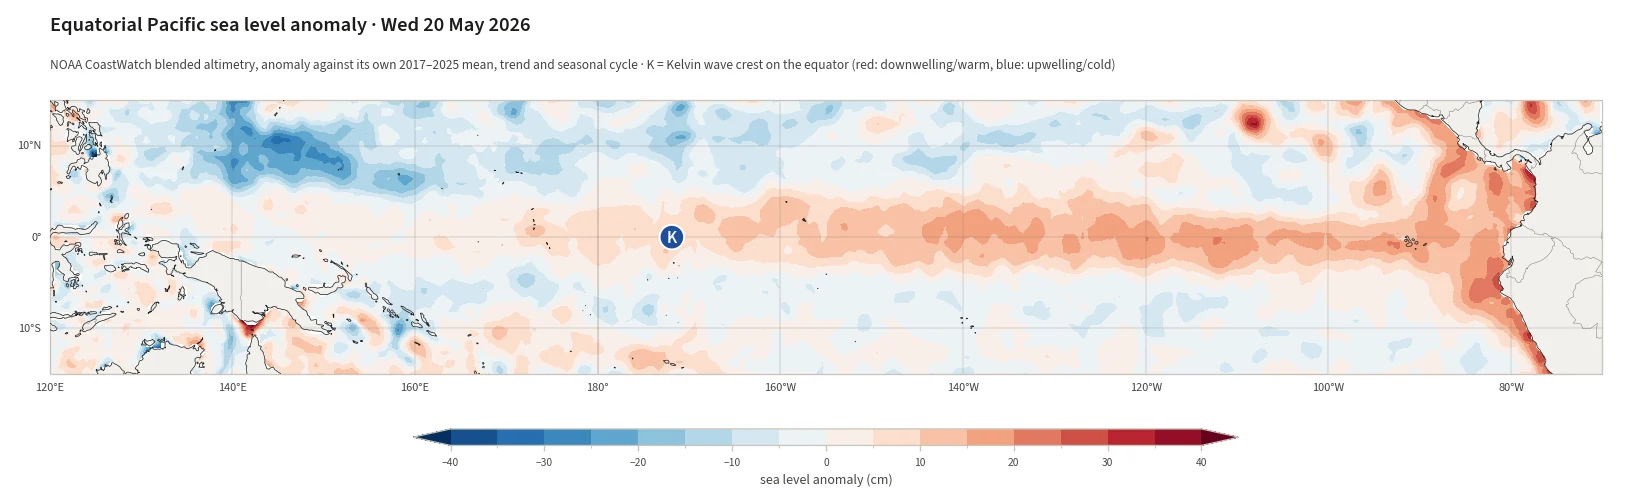 Equatorial Pacific sea level anomaly · Wed 20 May 2026
NOAA CoastWatch blended altimetry, anomaly against its own 2017–2025 mean, trend and seasonal cycle · K = Kelvin wave crest on the equator (red: downwelling/warm, blue: upwelling/cold)
10°N
0°
K
10°S
120°E 140°E 160°E 180° 160°W 140°W 120°W 100°W 80°W
−40 −30 −20 −10 0 10 20 30 40
sea level anomaly (cm)